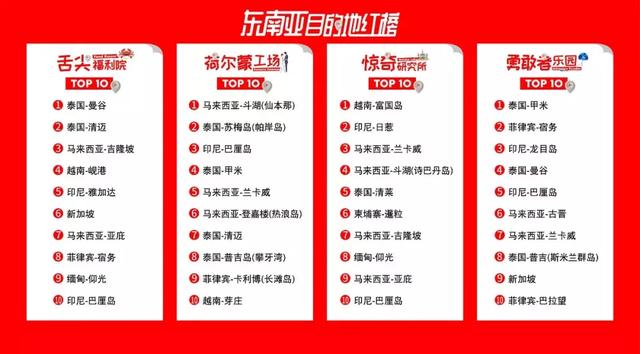 东南亚目的地红榜
舌尖福利院
TOP 10
1 泰国-曼谷
2 泰国-清迈
3 马来西亚-吉隆坡
4 越南-岘港
5 印尼-雅加达
6 新加坡
7 马来西亚-亚庇
8 菲律宾-宿务
9 缅甸-仰光
10 印尼-巴厘岛
荷尔蒙工场
TOP 10
1 马来西亚-斗湖(仙本那)
2 泰国-苏梅岛(帕岸岛)
3 印尼-巴厘岛
4 泰国-甲米
5 马来西亚-兰卡威
6 马来西亚-登嘉楼(热浪岛)
7 泰国-清迈
8 泰国-普吉岛(攀牙湾)
9 菲律宾-卡利博(长滩岛)
10 越南-芽庄
惊奇研究所
TOP 10
1 越南-富国岛
2 印尼-日惹
3 马来西亚-兰卡威
4 马来西亚-斗湖(诗巴丹岛)
5 泰国-清莱
6 柬埔寨-暹粒
7 马来西亚-吉隆坡
8 缅甸-仰光
9 马来西亚-亚庇
10 印尼-巴厘岛
勇敢者乐园
TOP 10
1 泰国-甲米
2 菲律宾-宿务
3 印尼-龙目岛
4 泰国-曼谷
5 印尼-巴厘岛
6 马来西亚-古晋
7 马来西亚-兰卡威
8 泰国-普吉(斯米兰群岛)
9 新加坡
10 菲律宾-巴拉望